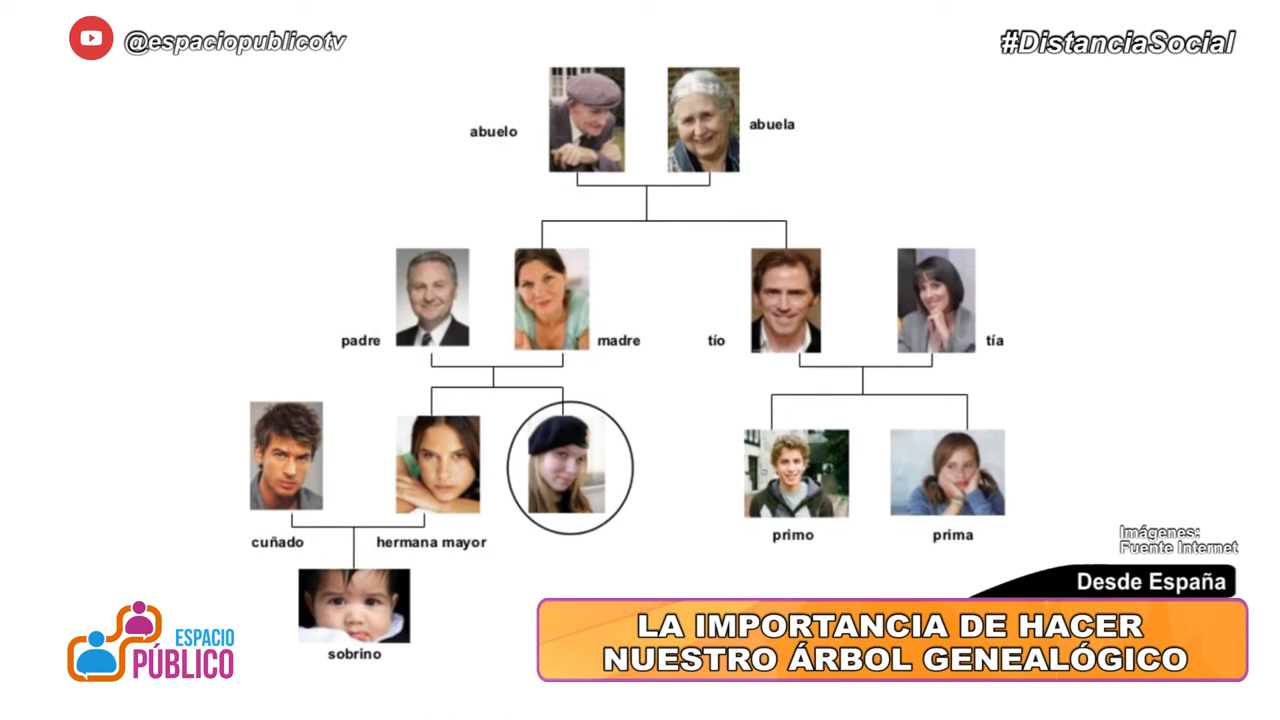 @espaciopublicotv
#DistanciaSocial
abuelo
abuela
padre
madre
tío
tía
cuñado
hermana mayor
primo
prima
sobrino
Imágenes:
Fuente Internet
Desde España
ESPACIO
PÚBLICO
LA IMPORTANCIA DE HACER
NUESTRO ÁRBOL GENEALÓGICO